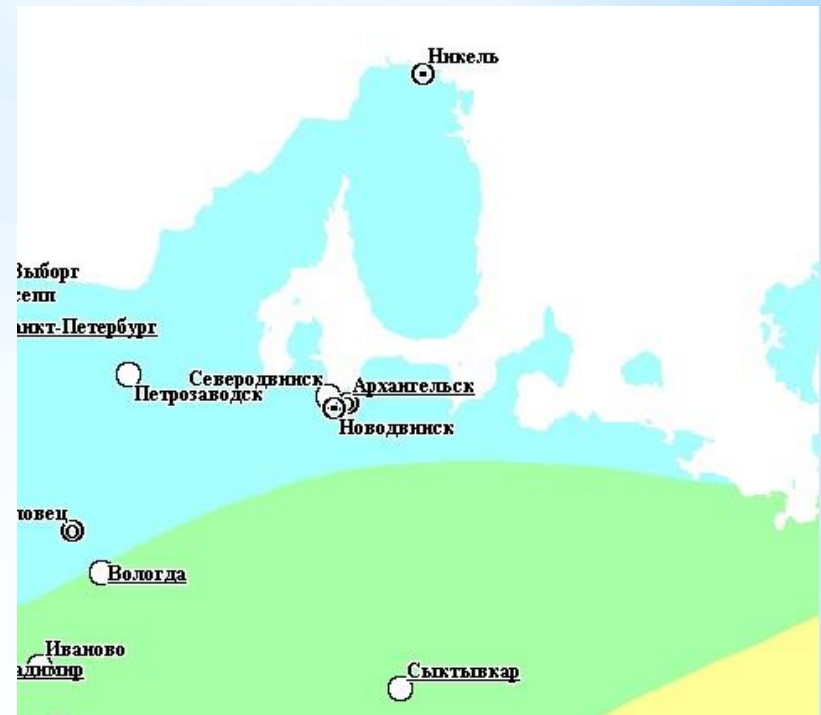 Никель
Выборг
Северодвинск
Архангельск
Петрозаводск
Новодвинск
Вологда
Иваново
Сыктывкар